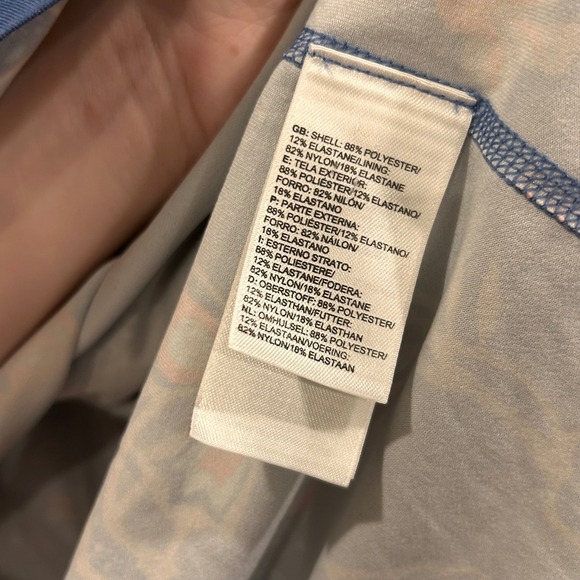 GB: SHELL: 88% POLYESTER/
12% ELASTANE/LINING:
82% NYLON/18% ELASTANE
E: TELA EXTERIOR:
88% POLIÉSTER/12% ELASTANO/
FORRO: 82% NILÓN/
18% ELASTANO
P: PARTE EXTERNA:
88% POLIÉSTER/12% ELASTANO/
FORRO: 82% NÁILON/
18% ELASTANO
I: ESTERNO STRATO:
88% POLIESTERE/
12% ELASTANE/FODERA:
82% NYLON/18% ELASTANE
D: OBERSTOFF: 88% POLYESTER/
12% ELASTHAN/FUTTER:
82% NYLON/18% ELASTHAN
NL: OMHULSEL: 88% POLYESTER/
12% ELASTAAN/VOERING:
82% NYLON/18% ELASTAAN